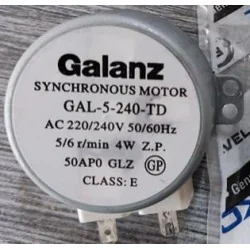 Galanz
SYNCHRONOUS MOTOR
GAL-5-240-TD
AC 220/240V 50/60Hz
5/6 r/min 4W Z.P.
50AP0 GLZ
GP
CLASS: E